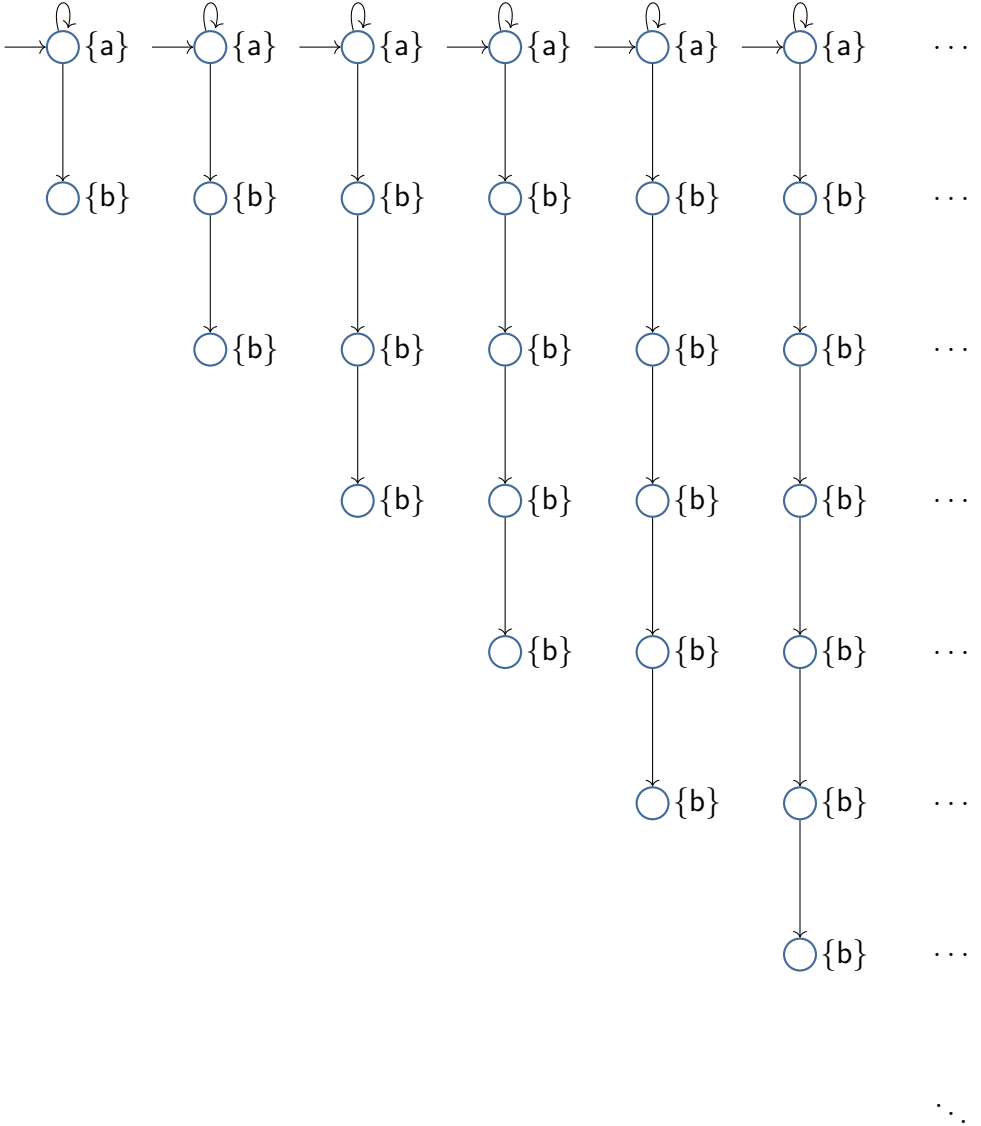 {a} {a} {a} {a} {a} {a} ···
{b} {b} {b} {b} {b} {b} ···
{b} {b} {b} {b} {b} ···
{b} {b} {b} {b} ···
{b} {b} {b} ···
{b} {b} ···
{b} ···
⋱